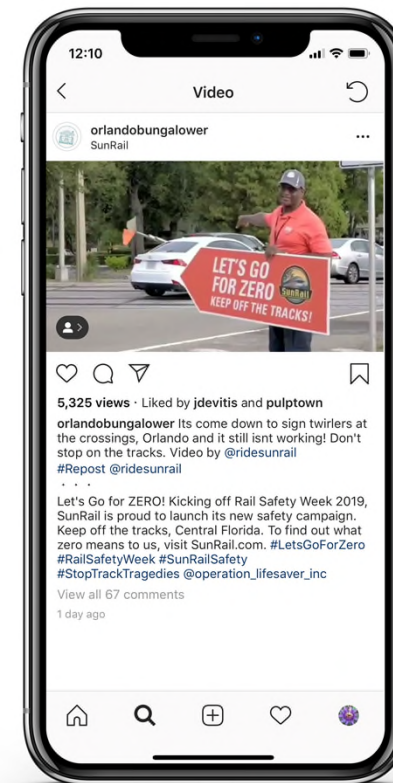 12:10
Video
orlandobungalower
SunRail
LET'S GO
FOR ZERO
SunRail
KEEP OFF THE TRACKS!
5,325 views · Liked by jdevitis and pulptown
orlandobungalower Its come down to sign twirlers at
the crossings, Orlando and it still isnt working! Don't
stop on the tracks. Video by @ridesunrail
#Repost @ridesunrail
. . .
Let's Go for ZERO! Kicking off Rail Safety Week 2019,
SunRail is proud to launch its new safety campaign.
Keep off the tracks, Central Florida. To find out what
zero means to us, visit SunRail.com. #LetsGoForZero
#RailSafetyWeek #SunRailSafety
#StopTrackTragedies @operation_lifesaver_inc
View all 67 comments
1 day ago